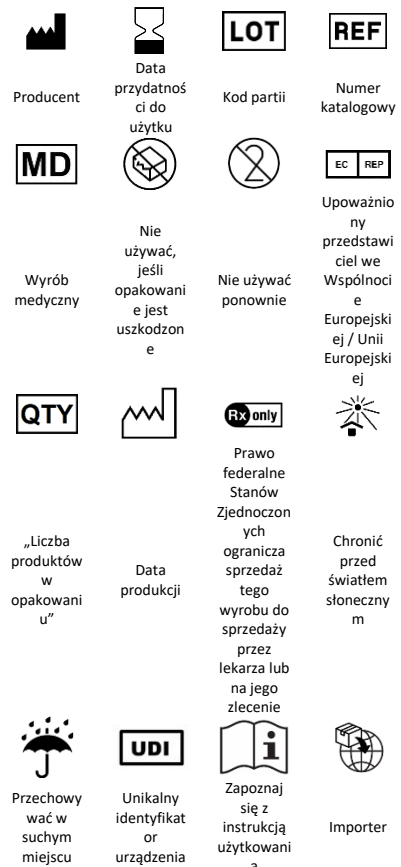 LOT
REF
Producent
Data
przydatnoś
ci do
użytku
Kod partii
Numer
katalogowy
MD
2
EC REP
Wyrób
medyczny
Nie
używać,
jeśli
opakowani
e jest
uszkodzon
e
Nie używać
ponownie
Upoważnio
ny
przedstawi
ciel we
Wspólnoci
e
Europejski
ej / Unii
Europejski
ej
QTY
Rx only
„Liczba
produktów
w
opakowani
u”
Data
produkcji
Prawo
federalne
Stanów
Zjednoczon
ych
ogranicza
sprzedaż
tego
wyrobu do
sprzedaży
przez
lekarza lub
na jego
zlecenie
Chronić
przed
światłem
słoneczny
m
UDI
i
Przechowy
wać w
suchym
miejscu
Unikalny
identyfikat
or
urządzenia
Zapoznaj
się z
instrukcją
użytkowani
Importer